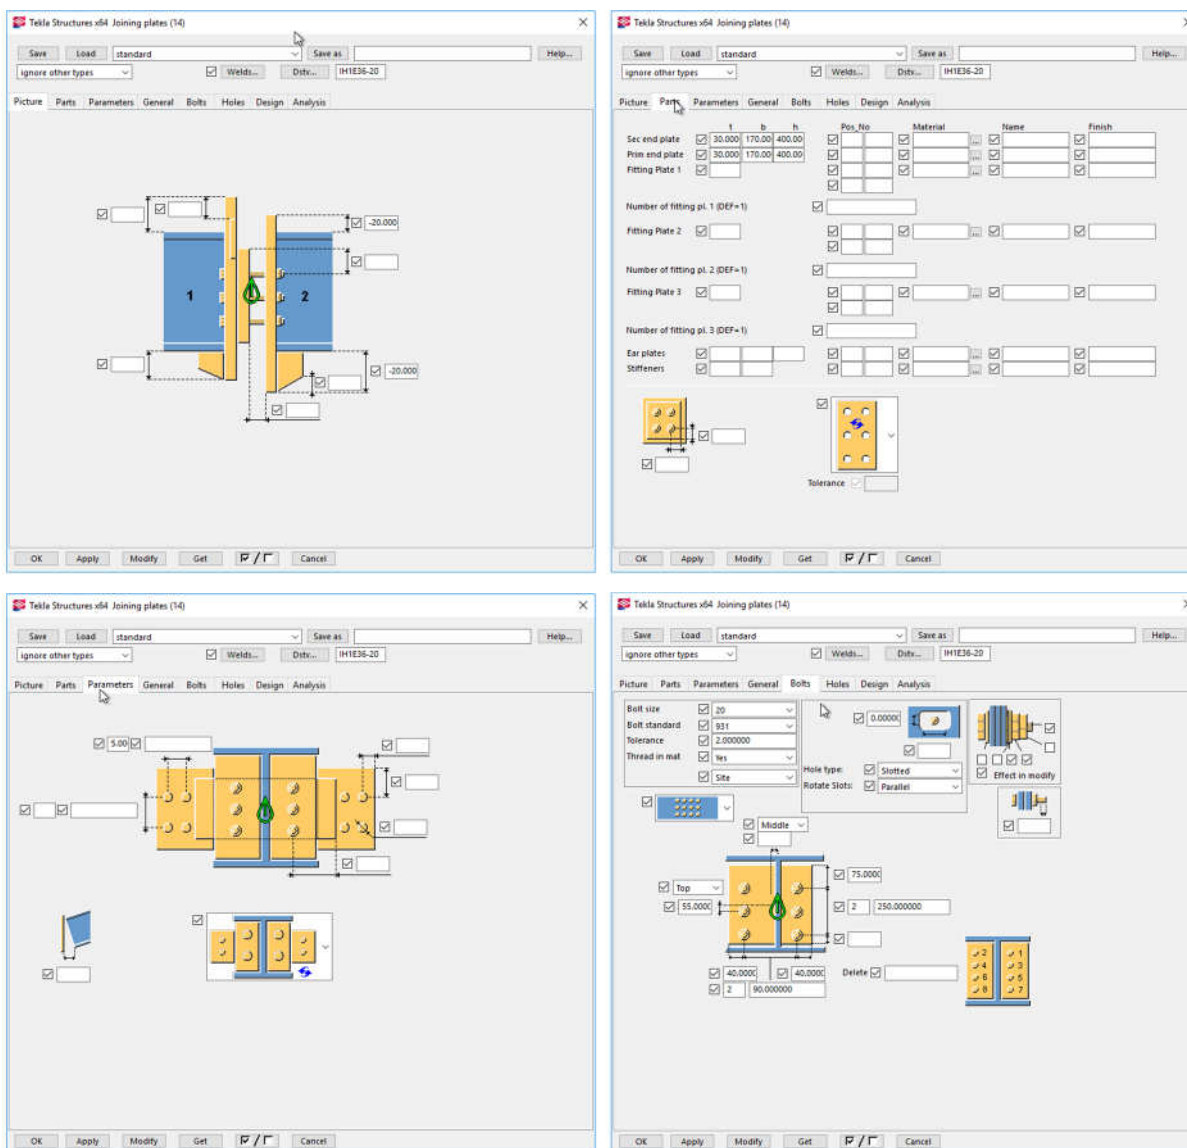 Tekla Structures x64 Joining plates (14)
Save Load standard Save as Help...
ignore other types Welds... Dstv... IH1E36-20
Picture Parts Parameters General Bolts Holes Design Analysis
-20.000
1 2
-20.000
OK Apply Modify Get / Cancel
Tekla Structures x64 Joining plates (14)
Save Load standard Save as Help...
ignore other types Welds... Dstv... IH1E36-20
Picture Parts Parameters General Bolts Holes Design Analysis
t b h Pos_No Material Name Finish
Sec end plate 30.000 170.00 400.00
Prim end plate 30.000 170.00 400.00
Fitting Plate 1
Number of fitting pl. 1 (DEF=1)
Fitting Plate 2
Number of fitting pl. 2 (DEF=1)
Fitting Plate 3
Number of fitting pl. 3 (DEF=1)
Ear plates
Stiffeners
Tolerance
OK Apply Modify Get / Cancel
Tekla Structures x64 Joining plates (14)
Save Load standard Save as Help...
ignore other types Welds... Dstv... IH1E36-20
Picture Parts Parameters General Bolts Holes Design Analysis
5.00
OK Apply Modify Get / Cancel
Tekla Structures x64 Joining plates (14)
Save Load standard Save as Help...
ignore other types Welds... Dstv... IH1E36-20
Picture Parts Parameters General Bolts Holes Design Analysis
Bolt size 20
Bolt standard 931
Tolerance 2.000000
Thread in mat Yes
Site
0.0000
Hole type: Slotted
Rotate Slots: Parallel
Effect in modify
Middle
Top
55.0000
75.0000
2 250.000000
40.0000 40.0000 Delete
2 90.000000
2 1
4 3
6 5
8 7
OK Apply Modify Get / Cancel